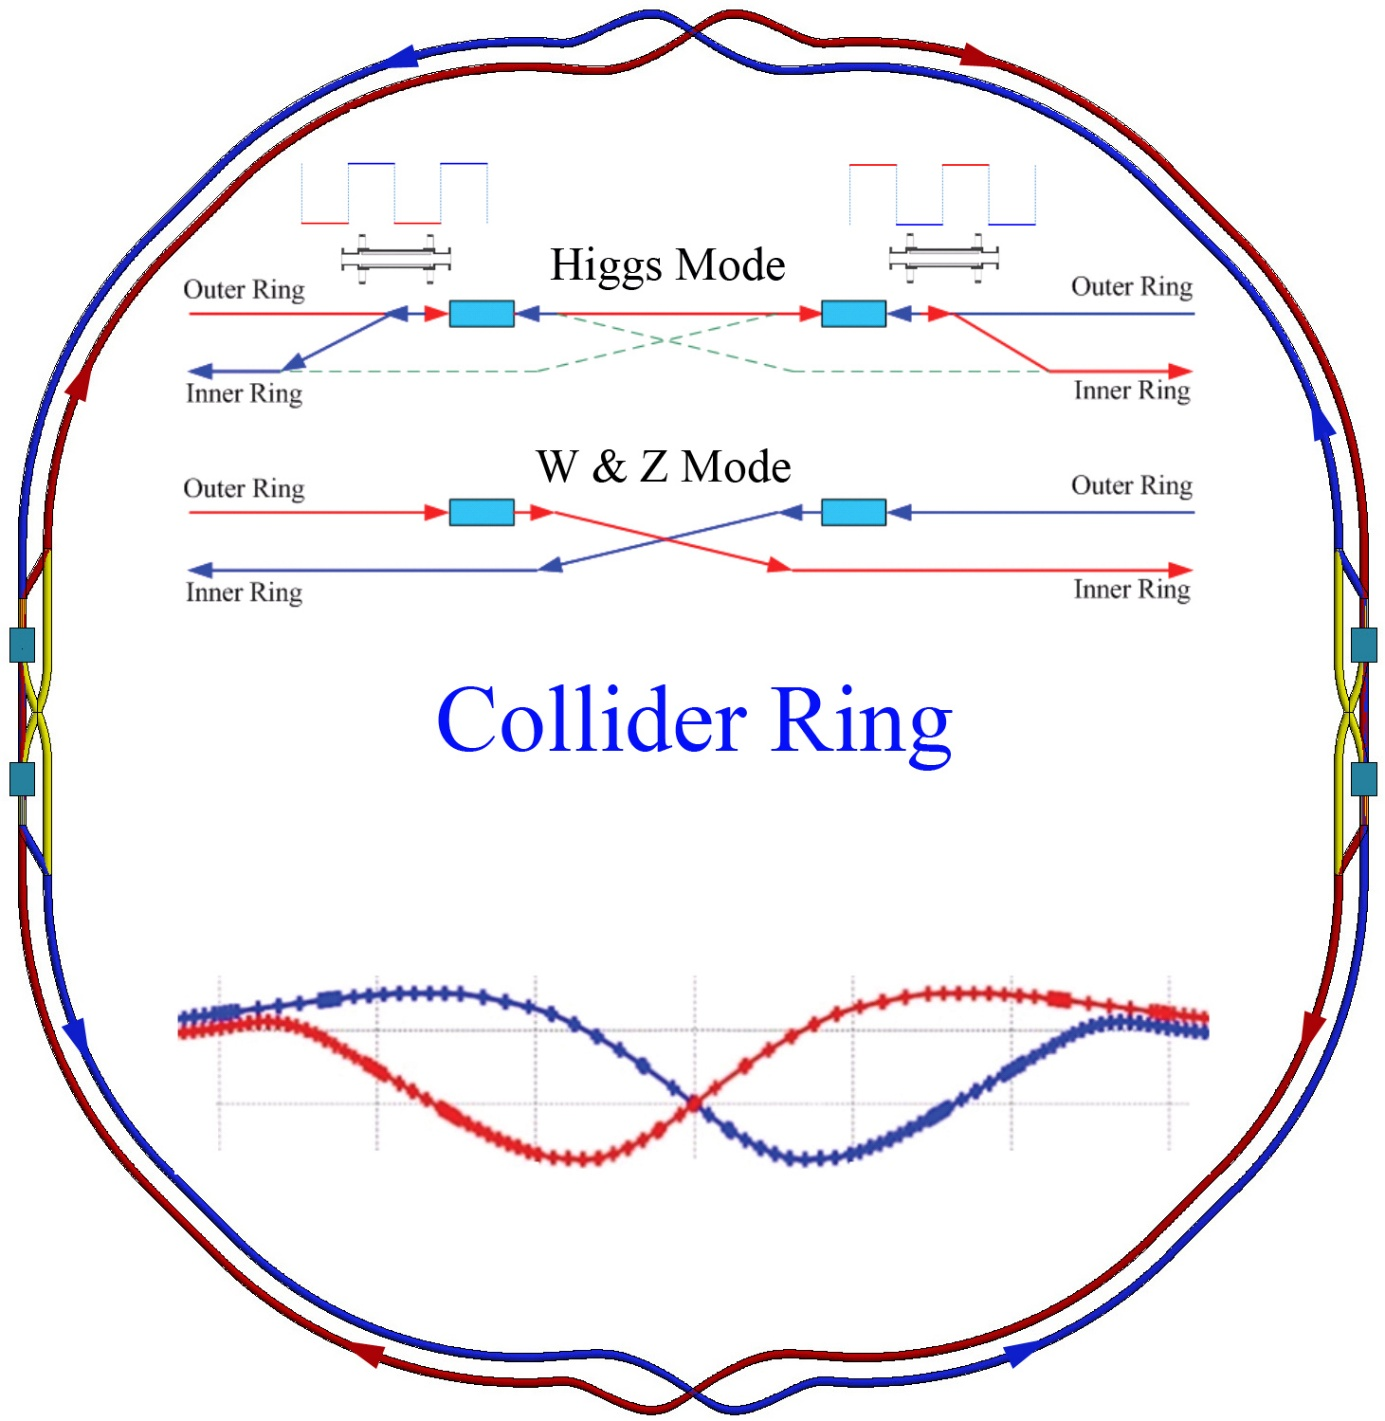 Higgs Mode
Outer Ring
Outer Ring
Inner Ring
Inner Ring
W & Z Mode
Outer Ring
Outer Ring
Inner Ring
Inner Ring
Collider Ring